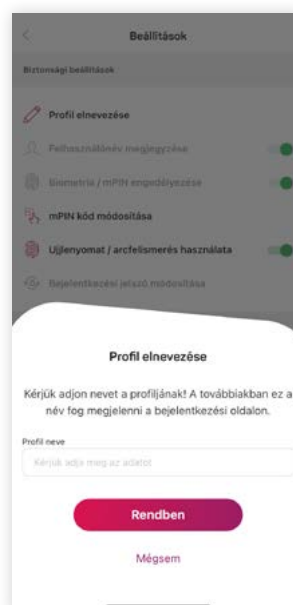 Beállítások
Biztonsági beállítások
Profil elnevezése
Felhasználónév megjegyzése
Biometria / mPIN engedélyezése
mPIN kód módosítása
Ujjlenyomat / arcfelismerés használata
Bejelentkezési jelszó módosítása
Profil elnevezése
Kérjük adjon nevet a profiljának! A továbbiakban ez a
név fog megjelenni a bejelentkezési oldalon.
Profil neve
Kérjük adja meg az adatot
Rendben
Mégsem